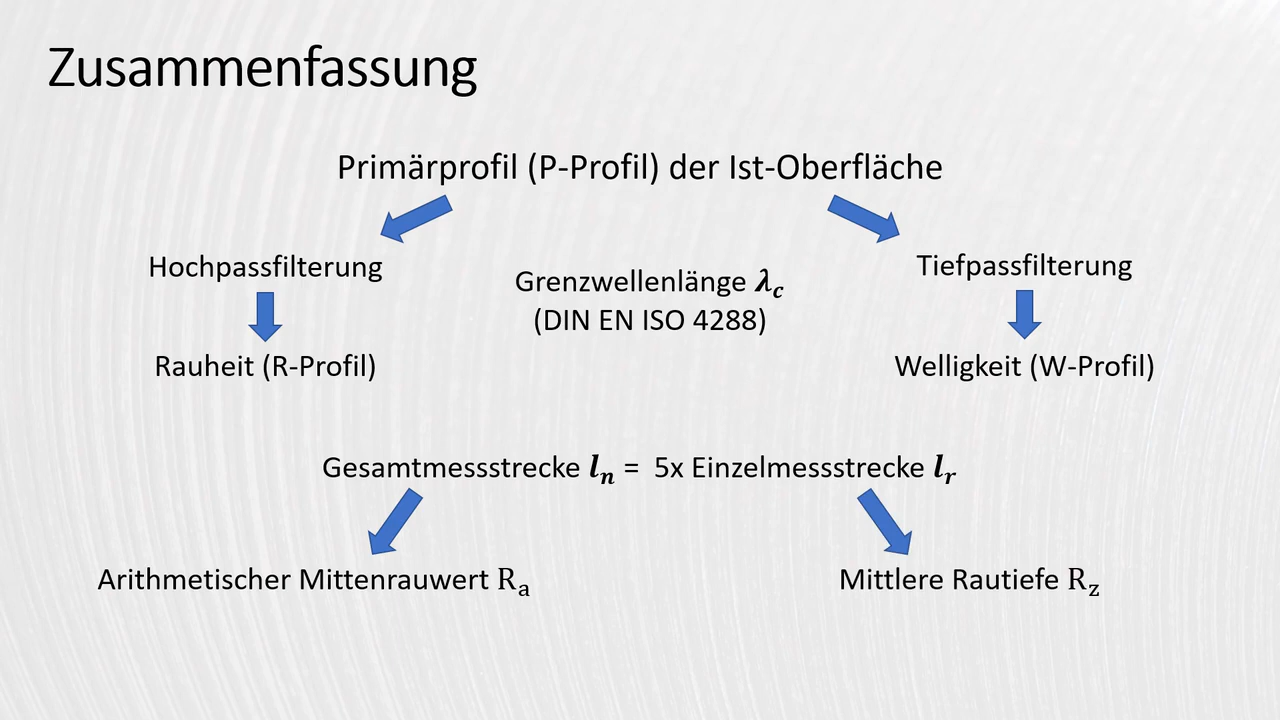 Zusammenfassung
Primärprofil (P-Profil) der Ist-Oberfläche
Hochpassfilterung
Tiefpassfilterung
Grenzwellenlänge λc
(DIN EN ISO 4288)
Rauheit (R-Profil)
Welligkeit (W-Profil)
Gesamtmessstrecke ln = 5x Einzelmessstrecke lr
Arithmetischer Mittenrauwert Ra
Mittlere Rautiefe Rz